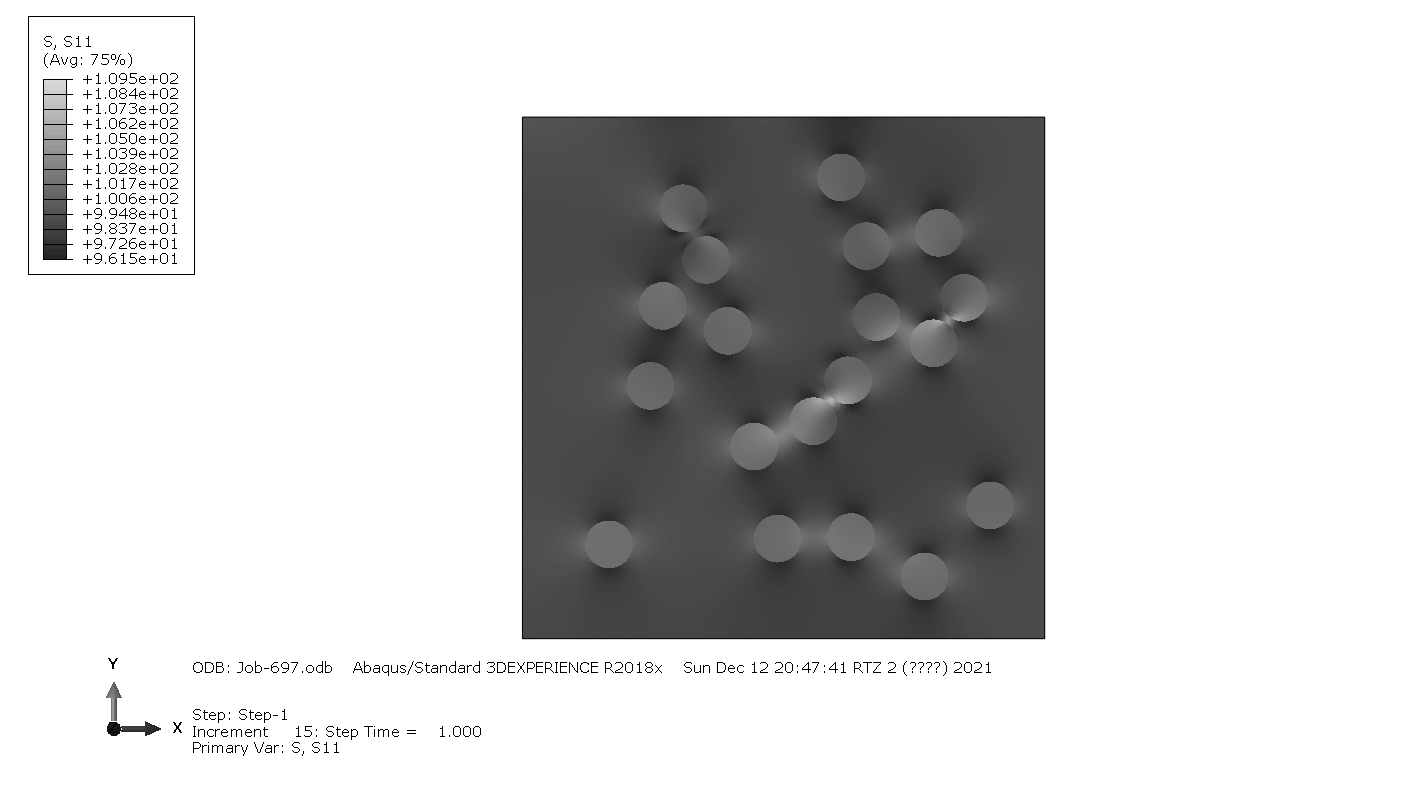 S, S11
(Avg: 75%)
+1.095e+02
+1.084e+02
+1.073e+02
+1.062e+02
+1.050e+02
+1.039e+02
+1.028e+02
+1.017e+02
+1.006e+02
+9.948e+01
+9.837e+01
+9.726e+01
+9.615e+01
Y
X
ODB: Job-697.odb Abaqus/Standard 3DEXPERIENCE R2018x Sun Dec 12 20:47:41 RTZ 2 (????) 2021
Step: Step-1
Increment 15: Step Time = 1.000
Primary Var: S, S11